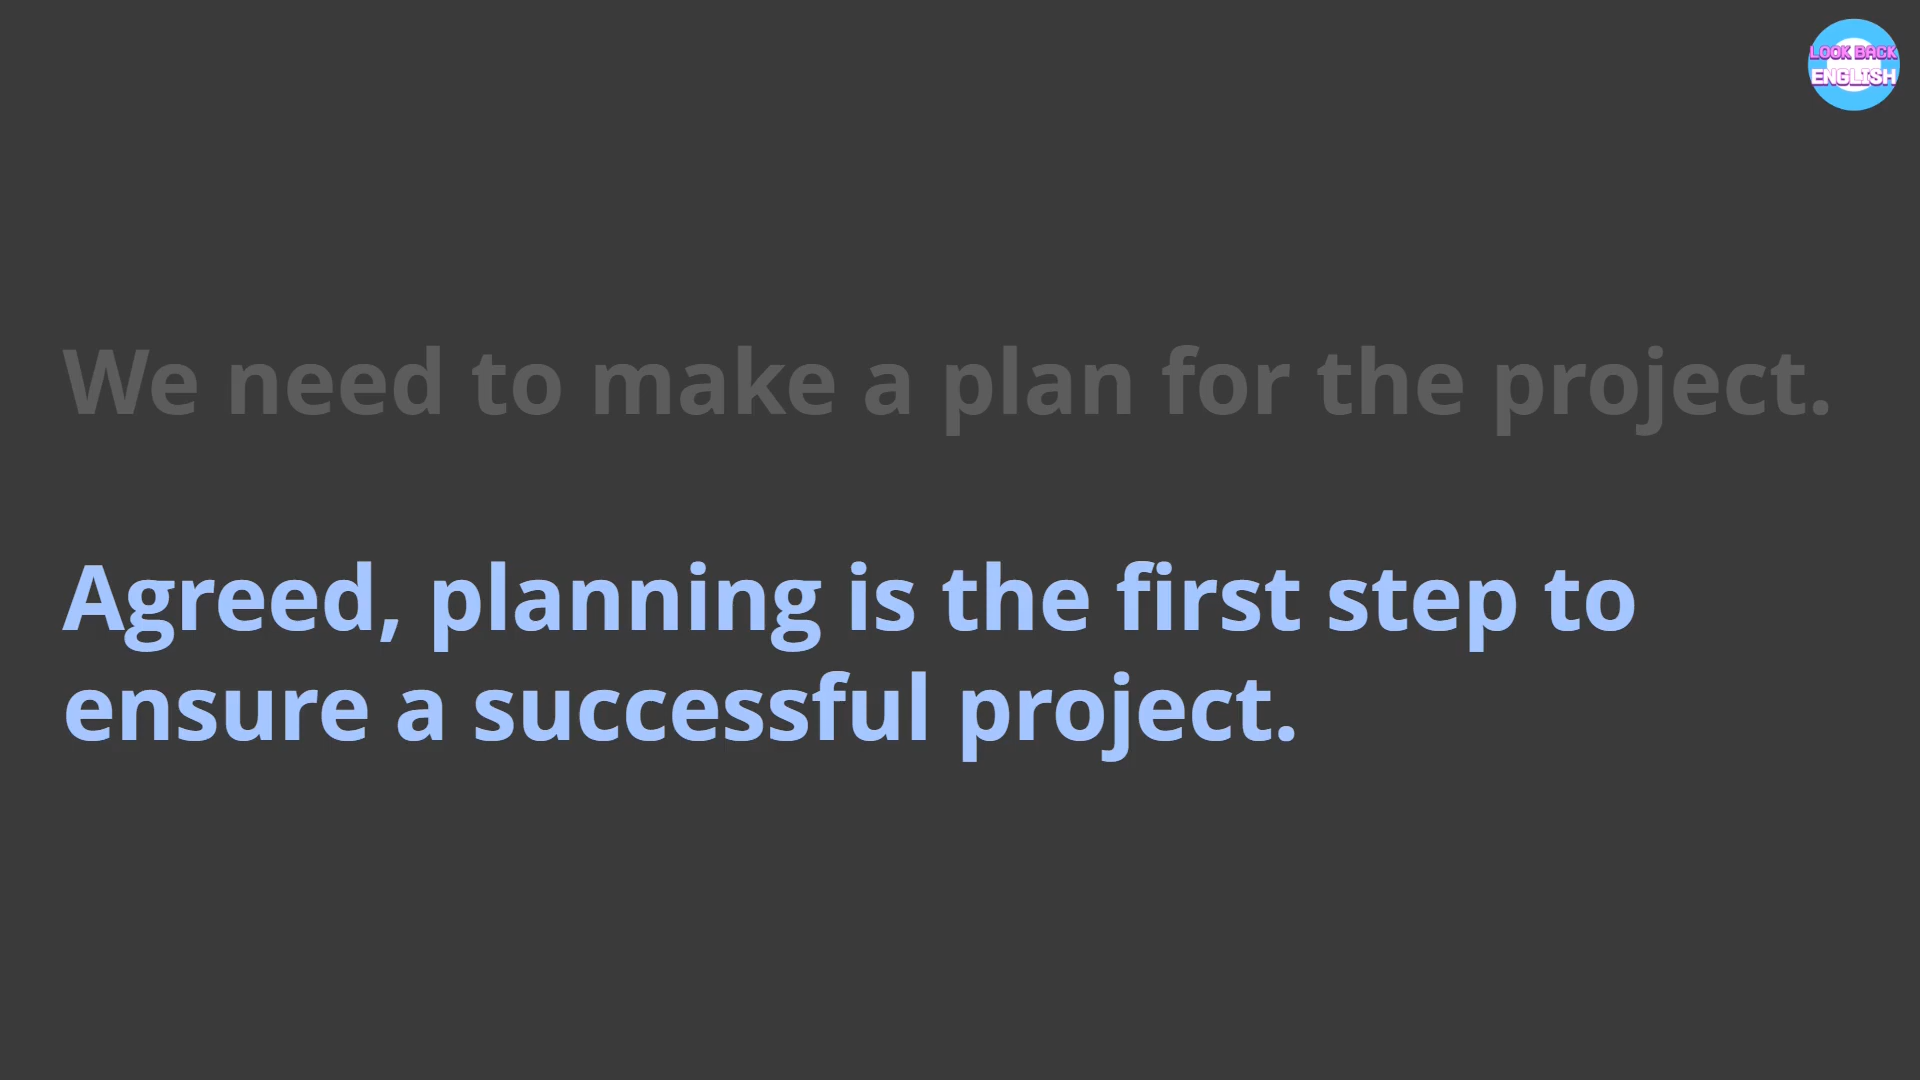 LOOK BACK
ENGLISH
We need to make a plan for the project.
Agreed, planning is the first step to
ensure a successful project.